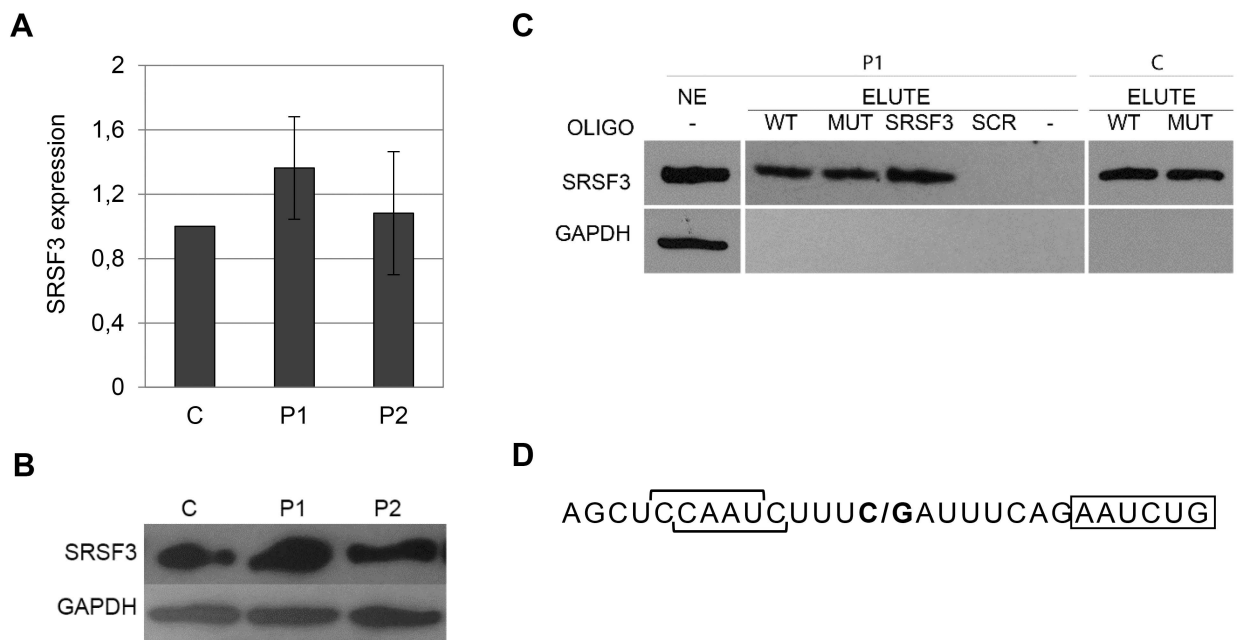 A
SRSF3 expression
2
1,6
1,2
0,8
0,4
0
C P1 P2
B
C P1 P2
SRSF3
GAPDH
C
P1 C
NE ELUTE ELUTE
OLIGO - WT MUT SRSF3 SCR - WT MUT
SRSF3
GAPDH
D
AGCUCCAAUCUUUC/GAUUUCAGAAUCUG